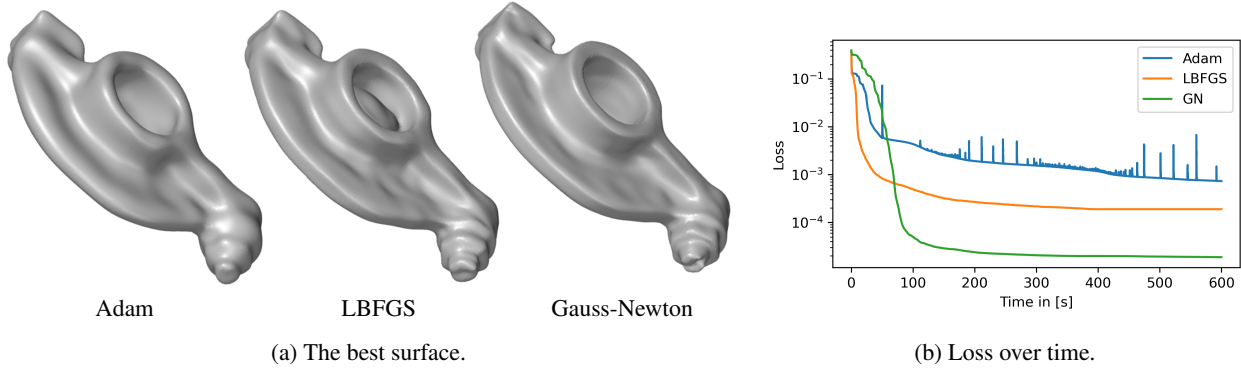 Adam
LBFGS
Gauss-Newton
(a) The best surface.
Loss
10⁻¹
10⁻²
10⁻³
10⁻⁴
0 100 200 300 400 500 600
Time in [s]
Adam
LBFGS
GN
(b) Loss over time.